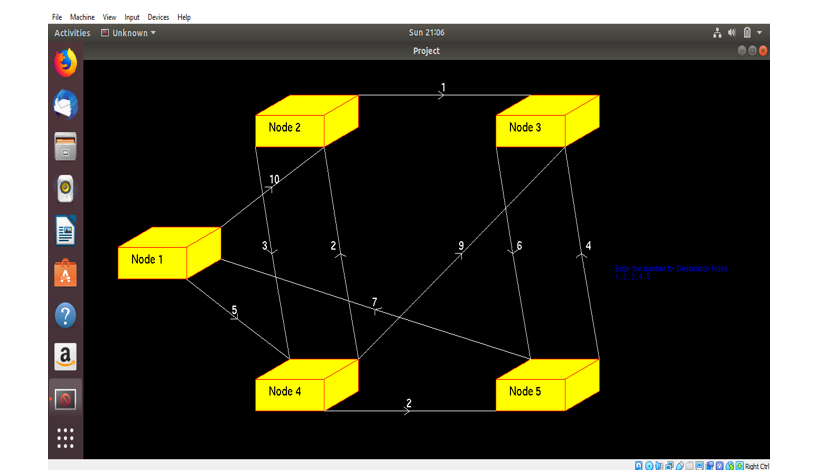 File Machine View Input Devices Help
Activities Unknown Sun 21:06
Project
1
Node 2 Node 3
10
3 2 9 6 4
Node 1
Enter the number for Destination Node:
1, 2, 3, 4, 5
7
5
Node 4 Node 5
2
Right Ctrl